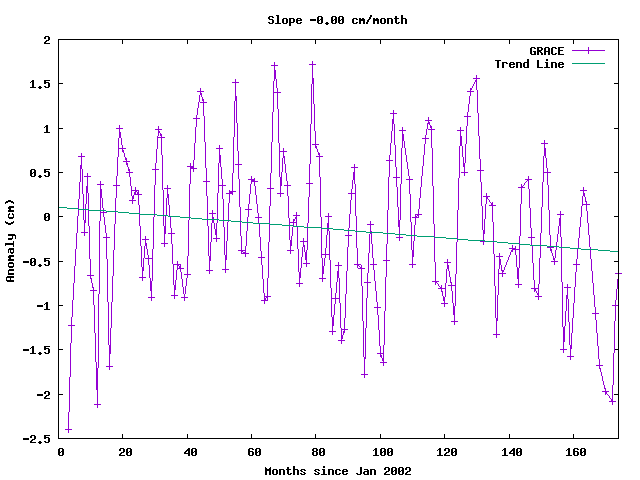 Slope -0.00 cm/month
GRACE
Trend Line
2
1.5
1
0.5
0
-0.5
-1
-1.5
-2
-2.5
Anomaly (cm)
0 20 40 60 80 100 120 140 160
Months since Jan 2002